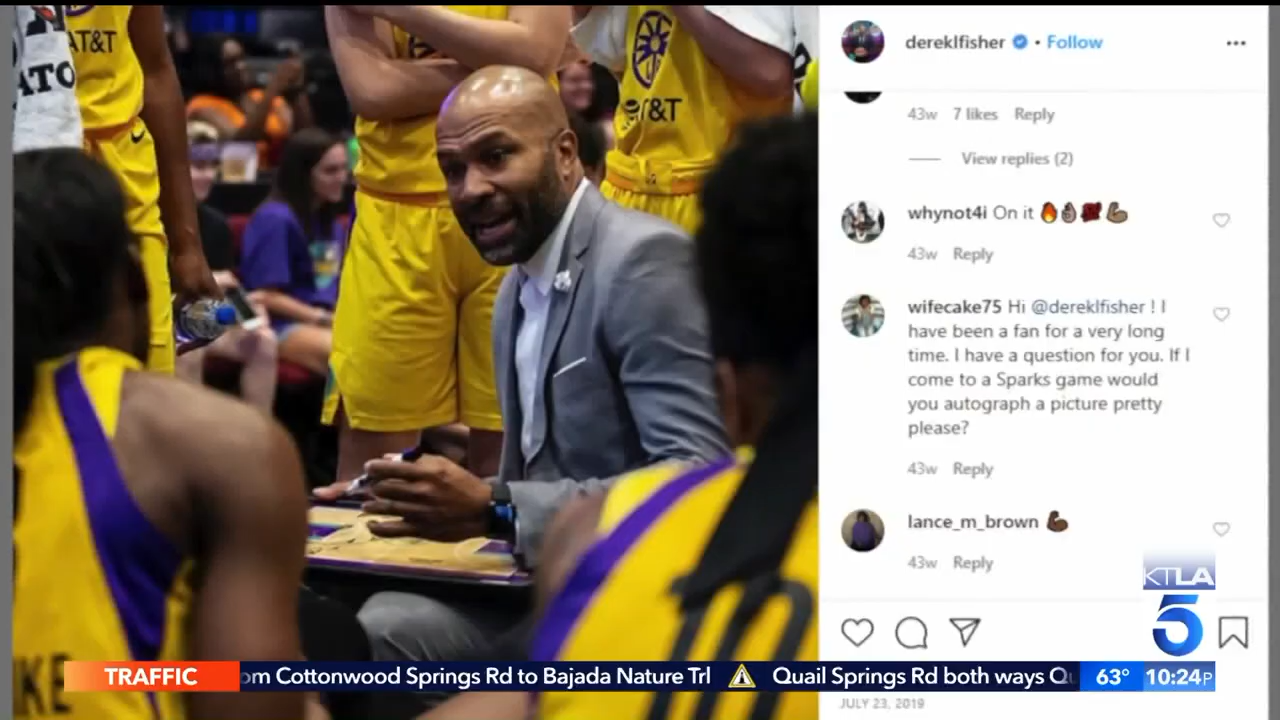 AT&T
ATO
AT&T
dereklfisher • Follow
43w 7 likes Reply
View replies (2)
whynot4i On it 🔥👌🏿💯💪🏽
43w Reply
wifecake75 Hi @dereklfisher ! I
have been a fan for a very long
time. I have a question for you. If I
come to a Sparks game would
you autograph a picture pretty
please?
43w Reply
lance_m_brown 💪🏿
43w Reply
KTLA
5
KE
TRAFFIC
om Cottonwood Springs Rd to Bajada Nature Trl ⚠ Quail Springs Rd both ways Q
63° 10:24P
JULY 23, 2019